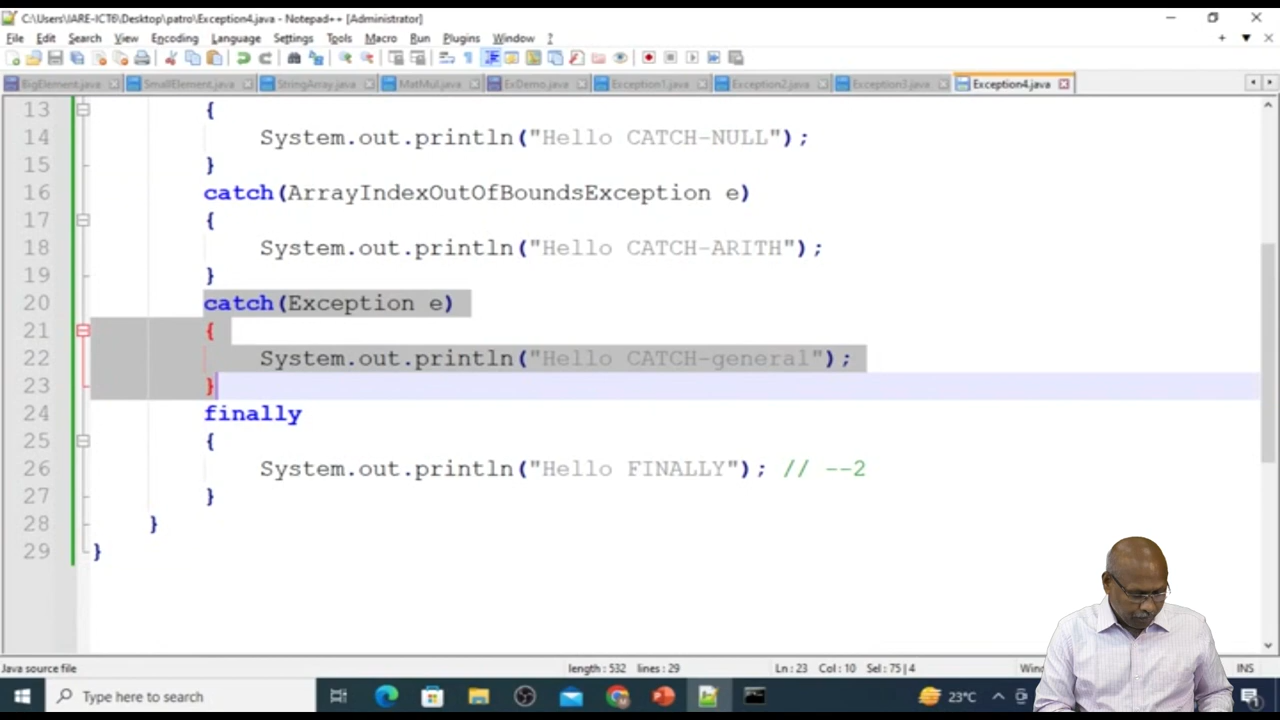 C:\Users\IARE-ICT6\Desktop\patro\Exception4.java - Notepad++ [Administrator]
File Edit Search View Encoding Language Settings Tools Macro Run Plugins Window ?
BigElement.java SmallElement.java StringArray.java MatMul.java ExDemo.java Exception1.java Exception2.java Exception3.java Exception4.java
13 {
14 System.out.println("Hello CATCH-NULL");
15 }
16 catch(ArrayIndexOutOfBoundsException e)
17 {
18 System.out.println("Hello CATCH-ARITH");
19 }
20 catch(Exception e)
21 {
22 System.out.println("Hello CATCH-general");
23 }
24 finally
25 {
26 System.out.println("Hello FINALLY"); // --2
27 }
28 }
29 }
Java source file length : 532 lines : 29 Ln : 23 Col : 10 Sel : 75 | 4 INS
Type here to search 23°C